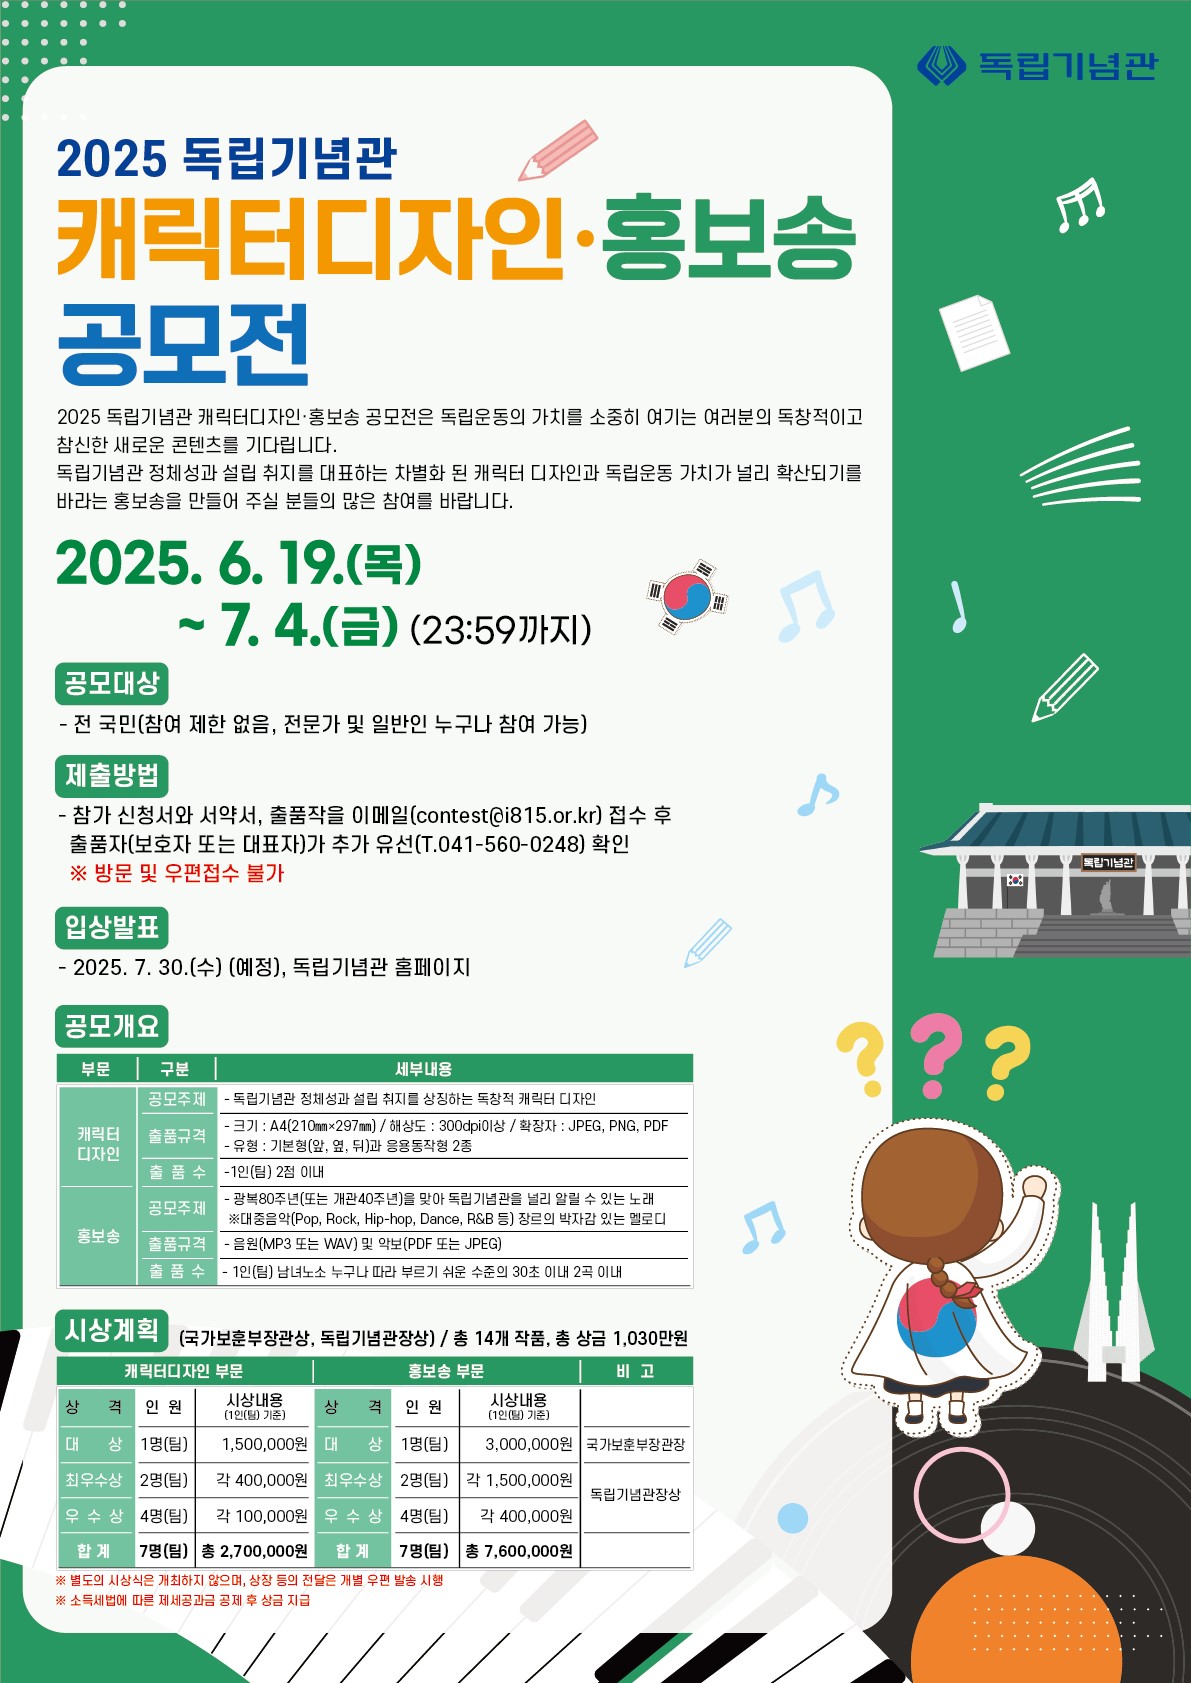 독립기념관
2025 독립기념관
캐릭터디자인·홍보송
공모전
2025 독립기념관 캐릭터디자인·홍보송 공모전은 독립운동의 가치를 소중히 여기는 여러분의 독창적이고
참신한 새로운 콘텐츠를 기다립니다.
독립기념관 정체성과 설립 취지를 대표하는 차별화 된 캐릭터 디자인과 독립운동 가치가 널리 확산되기를
바라는 홍보송을 만들어 주실 분들의 많은 참여를 바랍니다.
2025. 6. 19.(목)
~ 7. 4.(금) (23:59까지)
공모대상
- 전 국민(참여 제한 없음, 전문가 및 일반인 누구나 참여 가능)
제출방법
- 참가 신청서와 서약서, 출품작을 이메일(contest@i815.or.kr) 접수 후
출품자(보호자 또는 대표자)가 추가 유선(T.041-560-0248) 확인
※ 방문 및 우편접수 불가
독립기념관
입상발표
- 2025. 7. 30.(수) (예정), 독립기념관 홈페이지
공모개요
부문 구분 세부내용
캐릭터 디자인
공모주제 - 독립기념관 정체성과 설립 취지를 상징하는 독창적 캐릭터 디자인
출품규격 - 크기 : A4(210㎜×297㎜) / 해상도 : 300dpi이상 / 확장자 : JPEG, PNG, PDF
- 유형 : 기본형(앞, 옆, 뒤)과 응용동작형 2종
출 품 수 -1인(팀) 2점 이내
홍보송
공모주제 - 광복80주년(또는 개관40주년)을 맞아 독립기념관을 널리 알릴 수 있는 노래
※대중음악(Pop, Rock, Hip-hop, Dance, R&B 등) 장르의 박자감 있는 멜로디
출품규격 - 음원(MP3 또는 WAV) 및 악보(PDF 또는 JPEG)
출 품 수 - 1인(팀) 남녀노소 누구나 따라 부르기 쉬운 수준의 30초 이내 2곡 이내
시상계획 (국가보훈부장관상, 독립기념관장상) / 총 14개 작품, 총 상금 1,030만원
캐릭터디자인 부문 홍보송 부문 비 고
상 격 인 원 시상내용 상 격 인 원 시상내용
(1인(팀) 기준) (1인(팀) 기준)
대 상 1명(팀) 1,500,000원 대 상 1명(팀) 3,000,000원 국가보훈부장관장
최우수상 2명(팀) 각 400,000원 최우수상 2명(팀) 각 1,500,000원
독립기념관장상
우 수 상 4명(팀) 각 100,000원 우 수 상 4명(팀) 각 400,000원
합 계 7명(팀) 총 2,700,000원 합 계 7명(팀) 총 7,600,000원
※ 별도의 시상식은 개최하지 않으며, 상장 등의 전달은 개별 우편 발송 시행
※ 소득세법에 따른 제세공과금 공제 후 상금 지급